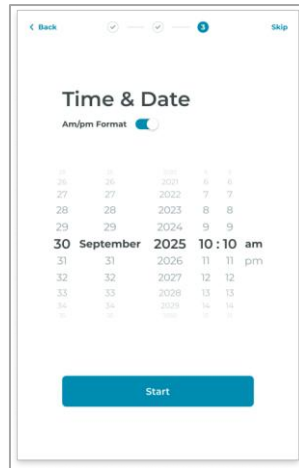 Back 3 Skip
Time & Date
Am/pm Format
26 26 2021 6 6
27 27 2022 7 7
28 28 2023 8 8
29 29 2024 9 9
30 September 2025 10 : 10 am
31 31 2026 11 11 pm
32 32 2027 12 12
33 33 2028 13 13
34 34 2029 14 14
Start